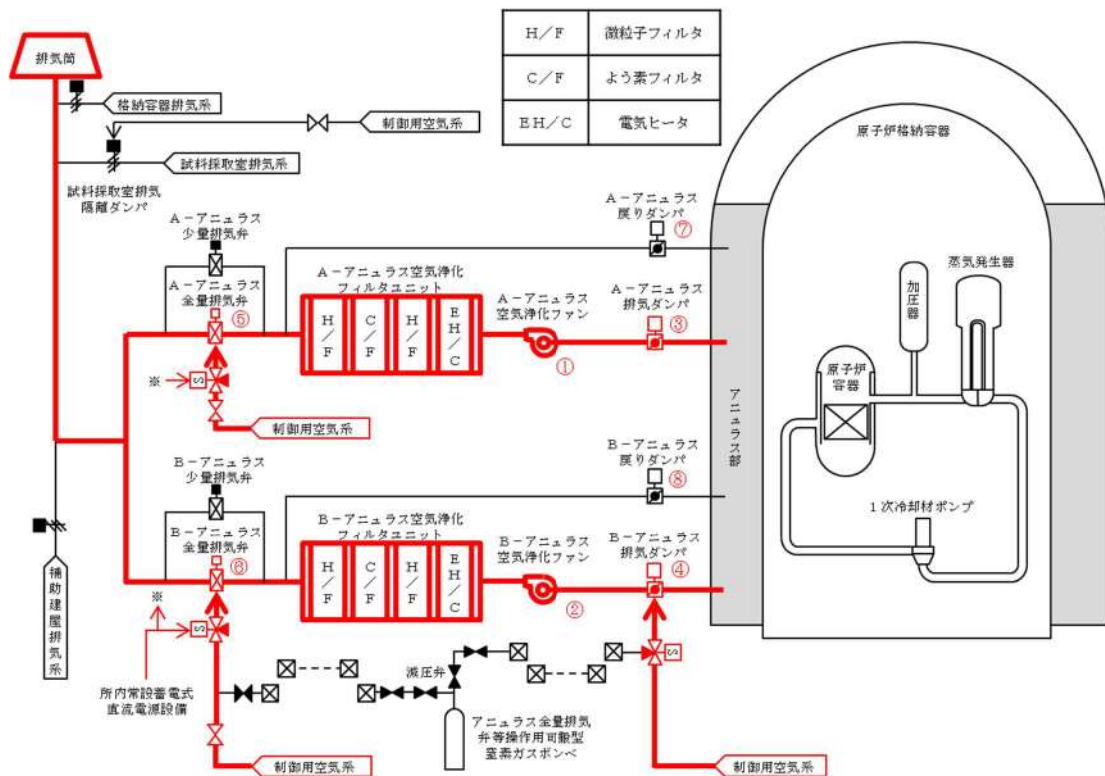 H／F 微粒子フィルタ
C／F よう素フィルタ
EH／C 電気ヒータ
排気筒
格納容器排気系
制御用空気系
試料採取室排気系
試料採取室排気
隔離ダンパ
原子炉格納容器
A－アニュラス
少量排気弁
A－アニュラス
戻りダンパ
⑦
A－アニュラス
全量排気弁
⑤
A－アニュラス空気浄化
フィルタユニット
H／F
C／F
H／F
EH／C
A－アニュラス
空気浄化ファン
①
A－アニュラス
排気ダンパ
③
蒸気発生器
加圧器
原子炉
容器
※
S
制御用空気系
アニュラス部
B－アニュラス
少量排気弁
B－アニュラス
戻りダンパ
⑧
1次冷却材ポンプ
B－アニュラス
全量排気弁
⑥
B－アニュラス空気浄化
フィルタユニット
H／F
C／F
H／F
EH／C
B－アニュラス
空気浄化ファン
②
B－アニュラス
排気ダンパ
④
補助建屋排気系
※
S
S
減圧弁
所内常設蓄電式
直流電源設備
アニュラス全量排気
弁等操作用可搬型
窒素ガスボンベ
制御用空気系
制御用空気系